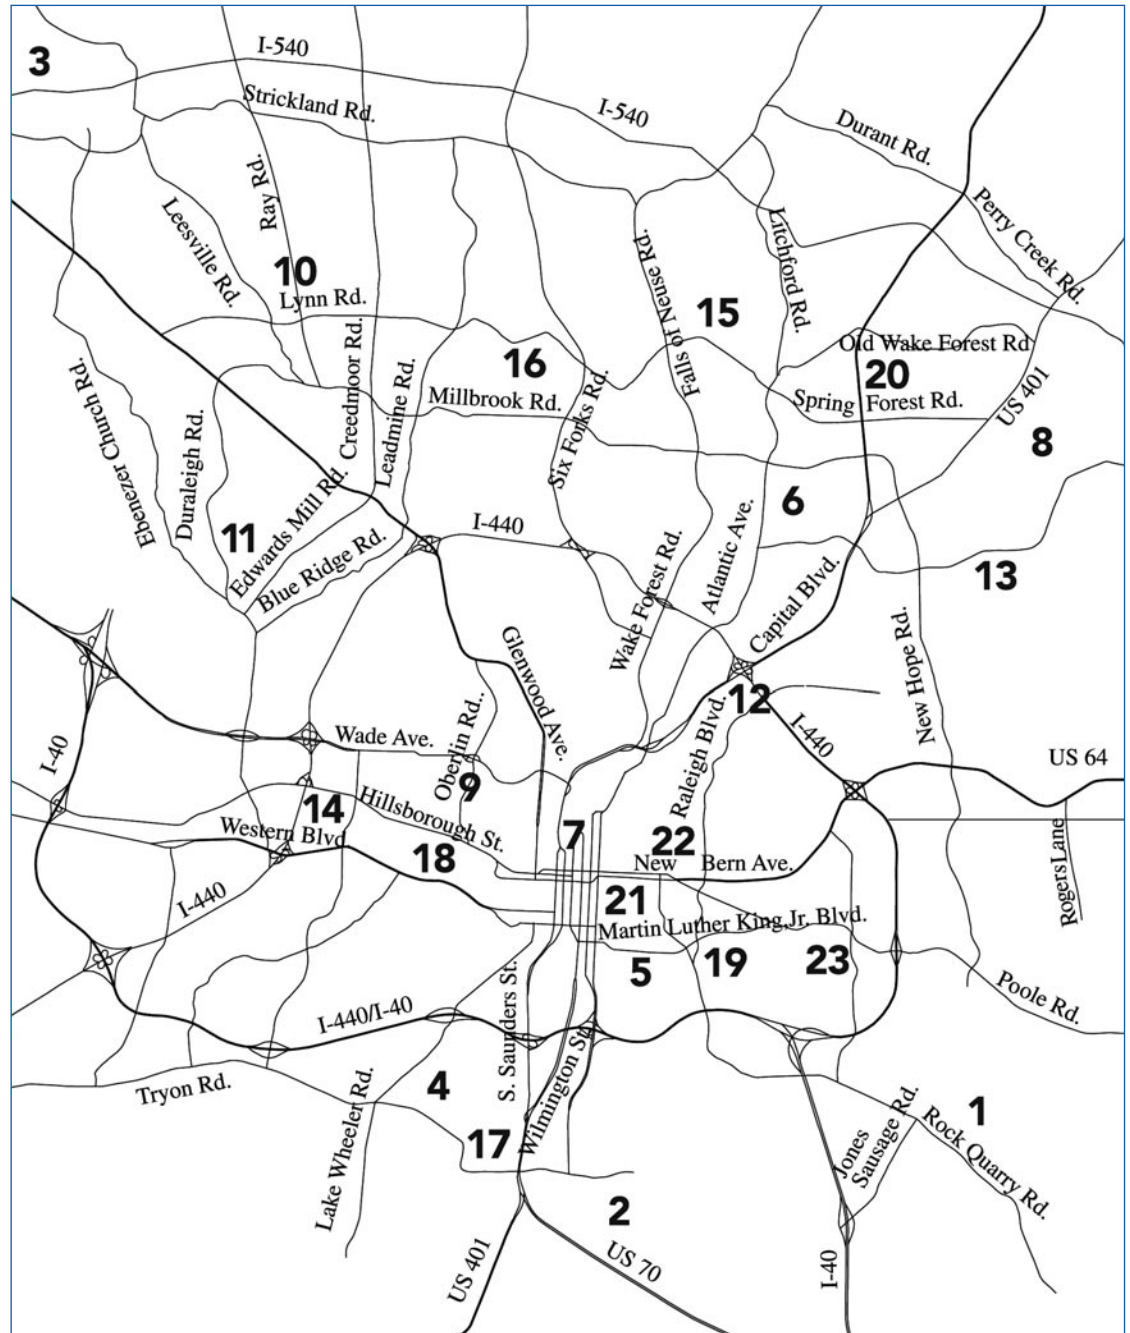 3
I-540
Strickland Rd.
I-540
Durant Rd.
Ray Rd.
Leesville Rd.
Perry Creek Rd.
Litchford Rd.
Falls of Neuse Rd.
10
Lynn Rd.
15
Creedmoor Rd.
Old Wake Forest Rd
16
20
Ebenezer Church Rd.
Leadmine Rd.
Millbrook Rd.
Six Forks Rd.
Spring Forest Rd.
US 401
8
Duraleigh Rd.
6
11
Edwards Mill Rd.
I-440
Blue Ridge Rd.
Atlantic Ave.
13
Wake Forest Rd.
Capital Blvd.
New Hope Rd.
Glenwood Ave.
12
I-440
I-40
Wade Ave.
Oberlin Rd..
Raleigh Blvd.
US 64
9
14
Hillsborough St.
7
Western Blvd
18
22
New Bern Ave.
Rogers Lane
I-440
21
Martin Luther King,Jr. Blvd.
5
19
23
Poole Rd.
I-440/I-40
S. Saunders St.
Wilmington St.
Tryon Rd.
4
Lake Wheeler Rd.
1
Jones
Sausage Rd.
Rock Quarry Rd.
17
2
US 401
US 70
I-40